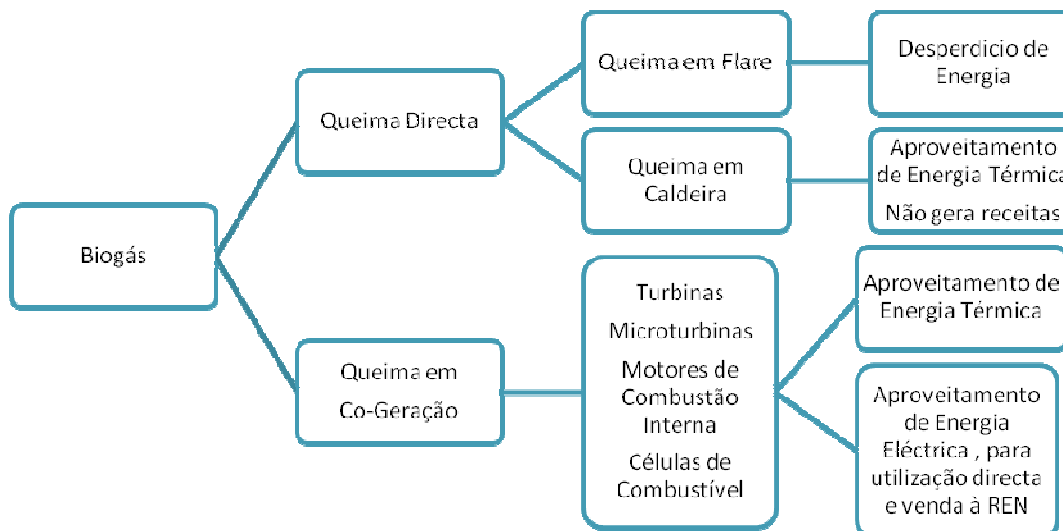 Biogás
Queima Directa
Queima em Flare
Desperdicio de
Energia
Queima em
Caldeira
Aproveitamento
de Energia Térmica
Não gera receitas
Queima em
Co-Geração
Turbinas
Microturbinas
Motores de
Combustão
Interna
Células de
Combustível
Aproveitamento de
Energia Térmica
Aproveitamento
de Energia
Eléctrica , para
utilização directa
e venda à REN